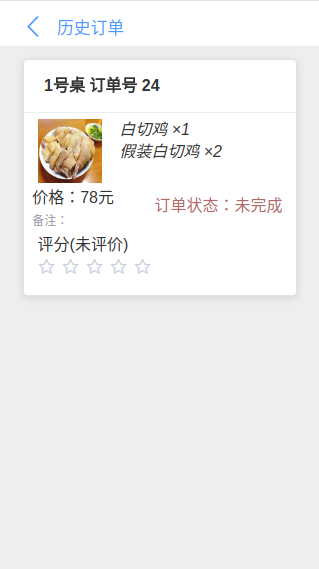 历史订单
1号桌 订单号 24
白切鸡 ×1
假装白切鸡 ×2
价格：78元
订单状态：未完成
备注：
评分(未评价)